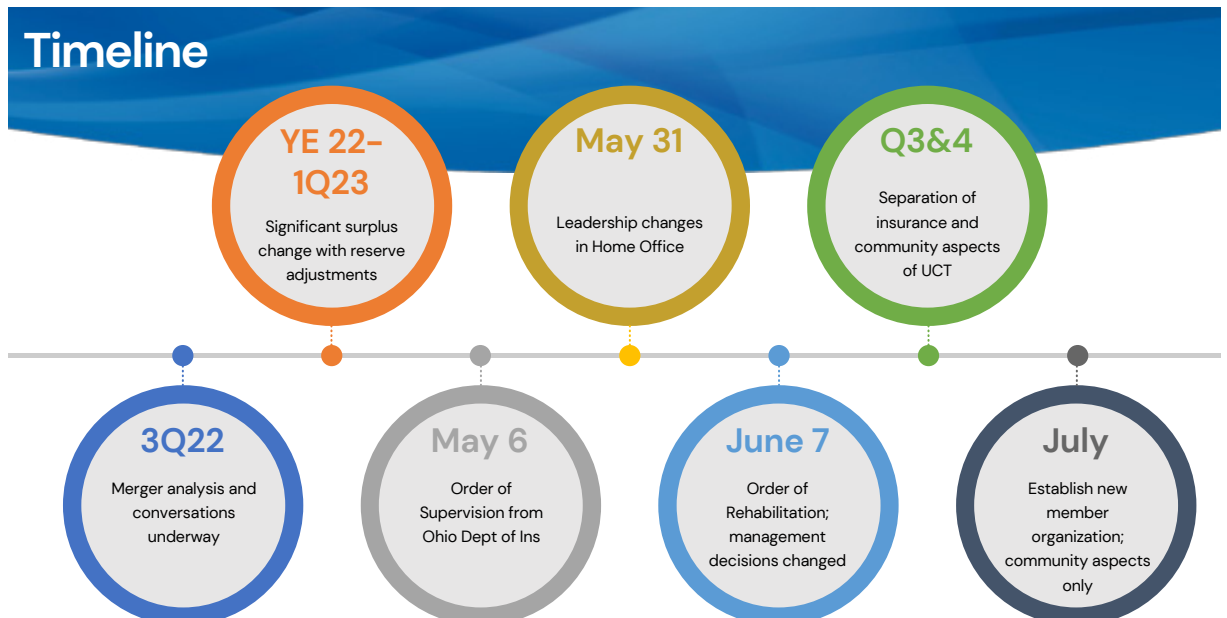 Timeline
YE 22-
1Q23
Significant surplus
change with reserve
adjustments
May 31
Leadership changes
in Home Office
Q3&4
Separation of
insurance and
community aspects
of UCT
3Q22
Merger analysis and
conversations
underway
May 6
Order of
Supervision from
Ohio Dept of Ins
June 7
Order of
Rehabilitation;
management
decisions changed
July
Establish new
member
organization;
community aspects
only